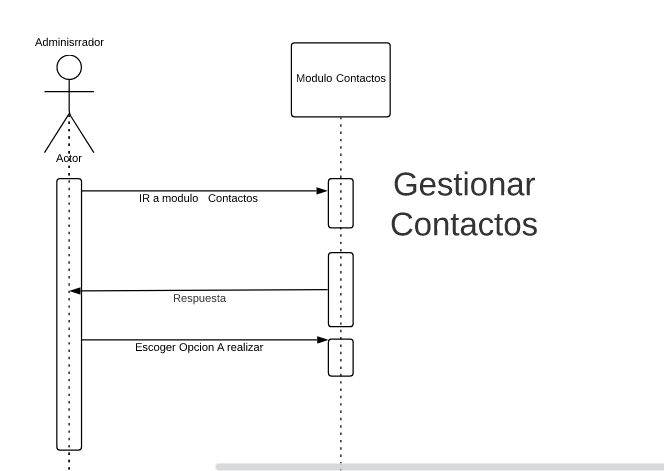 Adminisrrador
Modulo Contactos
Actor
Gestionar
Contactos
IR a modulo Contactos
Respuesta
Escoger Opcion A realizar